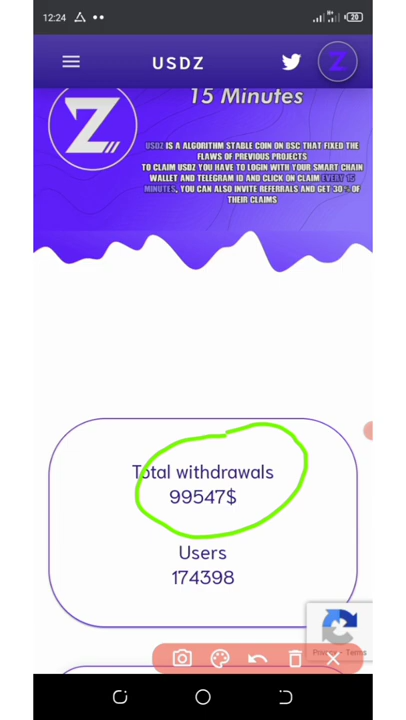 12:24
20
USDZ
Z
15 Minutes
Z
USDZ IS A ALGORITHM STABLE COIN ON BSC THAT FIXED THE
FLAWS OF PREVIOUS PROJECTS
TO CLAIM USDZ YOU HAVE TO LOGIN WITH YOUR SMART CHAIN
WALLET AND TELEGRAM ID AND CLICK ON CLAIM EVERY 15
MINUTES, YOU CAN ALSO INVITE REFERRALS AND GET 30% OF
THEIR CLAIMS
Total withdrawals
99547$
Users
174398
Privacy - Terms